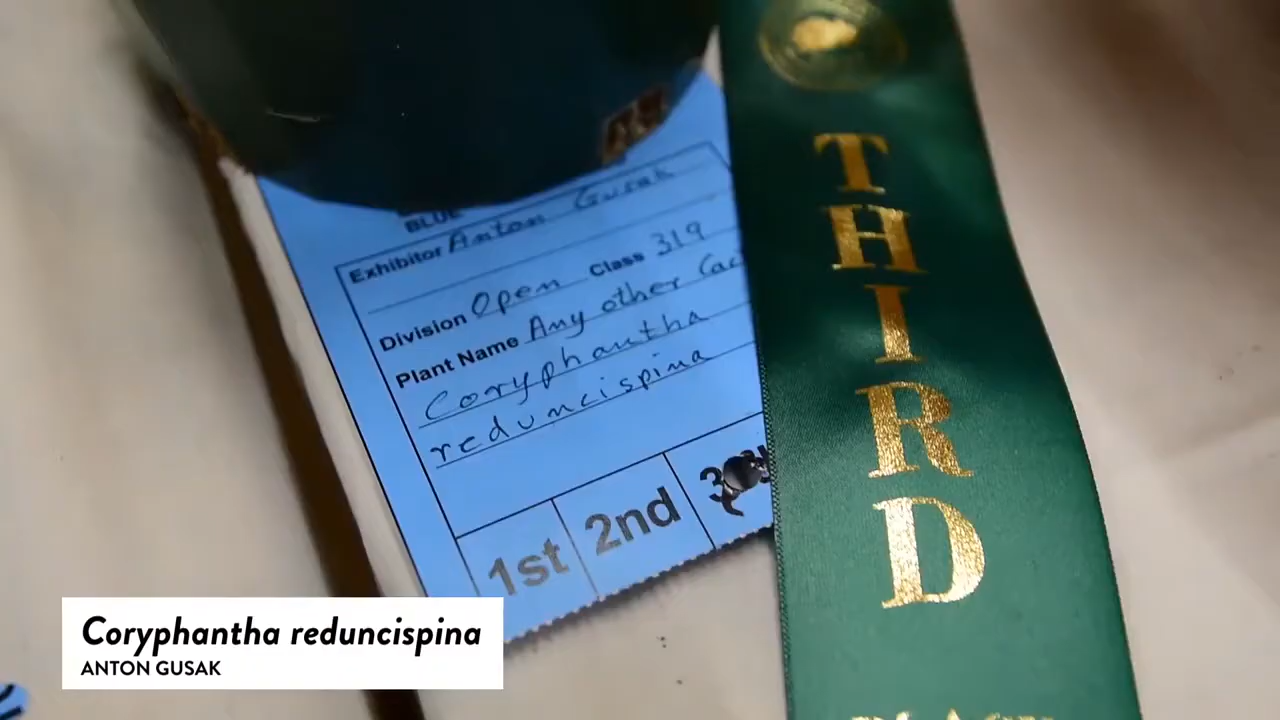 BLUE
Exhibitor Anton Gusak
Division Open Class 319
Plant Name Any other Cac
Coryphantha
reduncispina
1st 2nd
THIRD
Coryphantha reduncispina
ANTON GUSAK